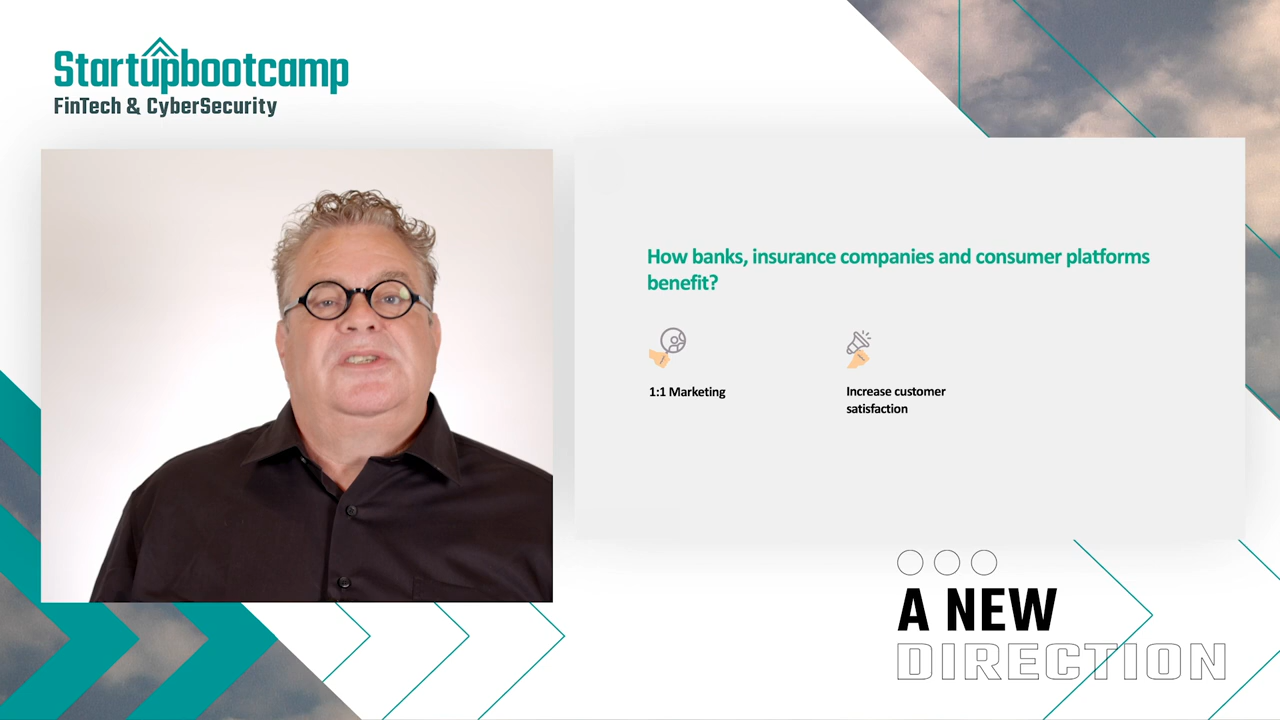 Startupbootcamp
FinTech & CyberSecurity
How banks, insurance companies and consumer platforms
benefit?
1:1 Marketing
Increase customer
satisfaction
A NEW
DIRECTION